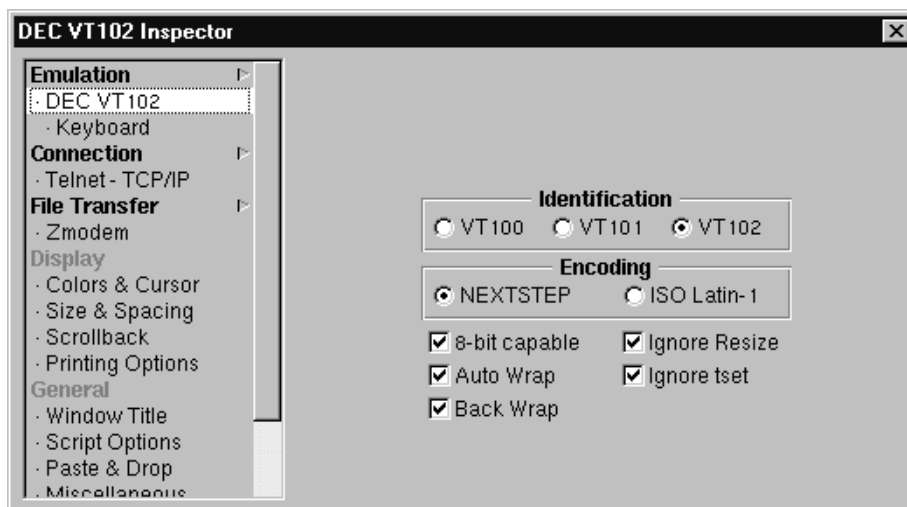 DEC VT102 Inspector
Emulation
· DEC VT102
· Keyboard
Connection
· Telnet - TCP/IP
File Transfer
· Zmodem
Display
· Colors & Cursor
· Size & Spacing
· Scrollback
· Printing Options
General
· Window Title
· Script Options
· Paste & Drop
· Miscellaneous
Identification
VT100 VT101 VT102
Encoding
NEXTSTEP ISO Latin-1
8-bit capable Ignore Resize
Auto Wrap Ignore tset
Back Wrap